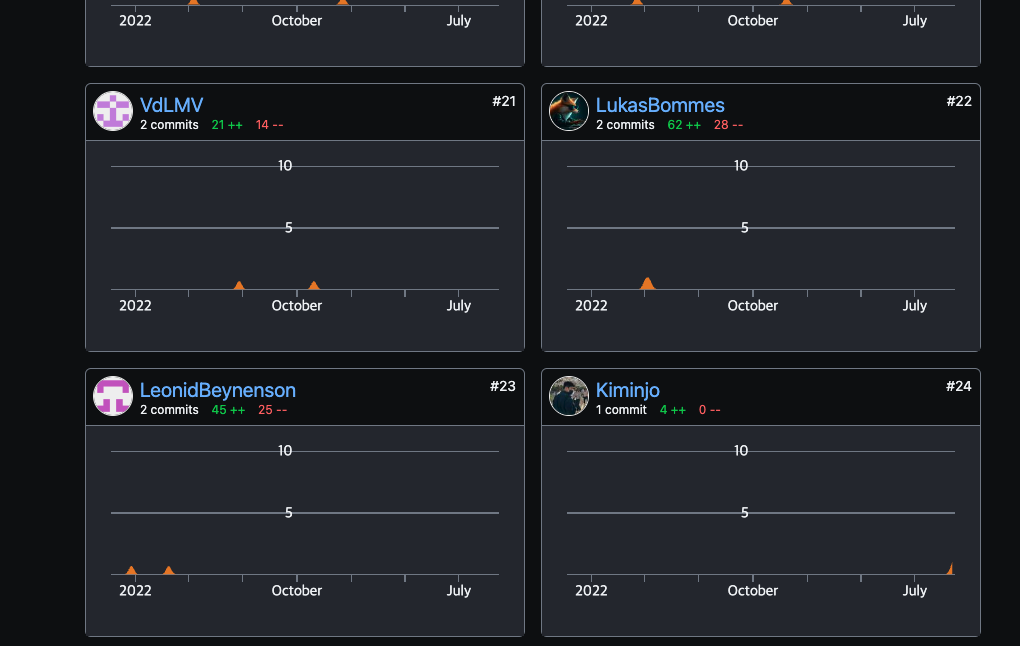 2022 October July
2022 October July
VdLMV #21
2 commits 21 ++ 14 --
10
5
2022 October July
LukasBommes #22
2 commits 62 ++ 28 --
10
5
2022 October July
LeonidBeynenson #23
2 commits 45 ++ 25 --
10
5
2022 October July
Kiminjo #24
1 commit 4 ++ 0 --
10
5
2022 October July